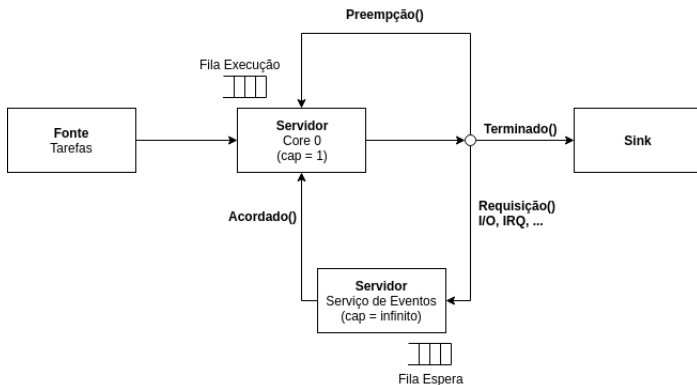 Preempção()
Fila Execução
Fonte
Tarefas
Servidor
Core 0
(cap = 1)
Terminado()
Sink
Acordado()
Requisição()
I/O, IRQ, ...
Servidor
Serviço de Eventos
(cap = infinito)
Fila Espera